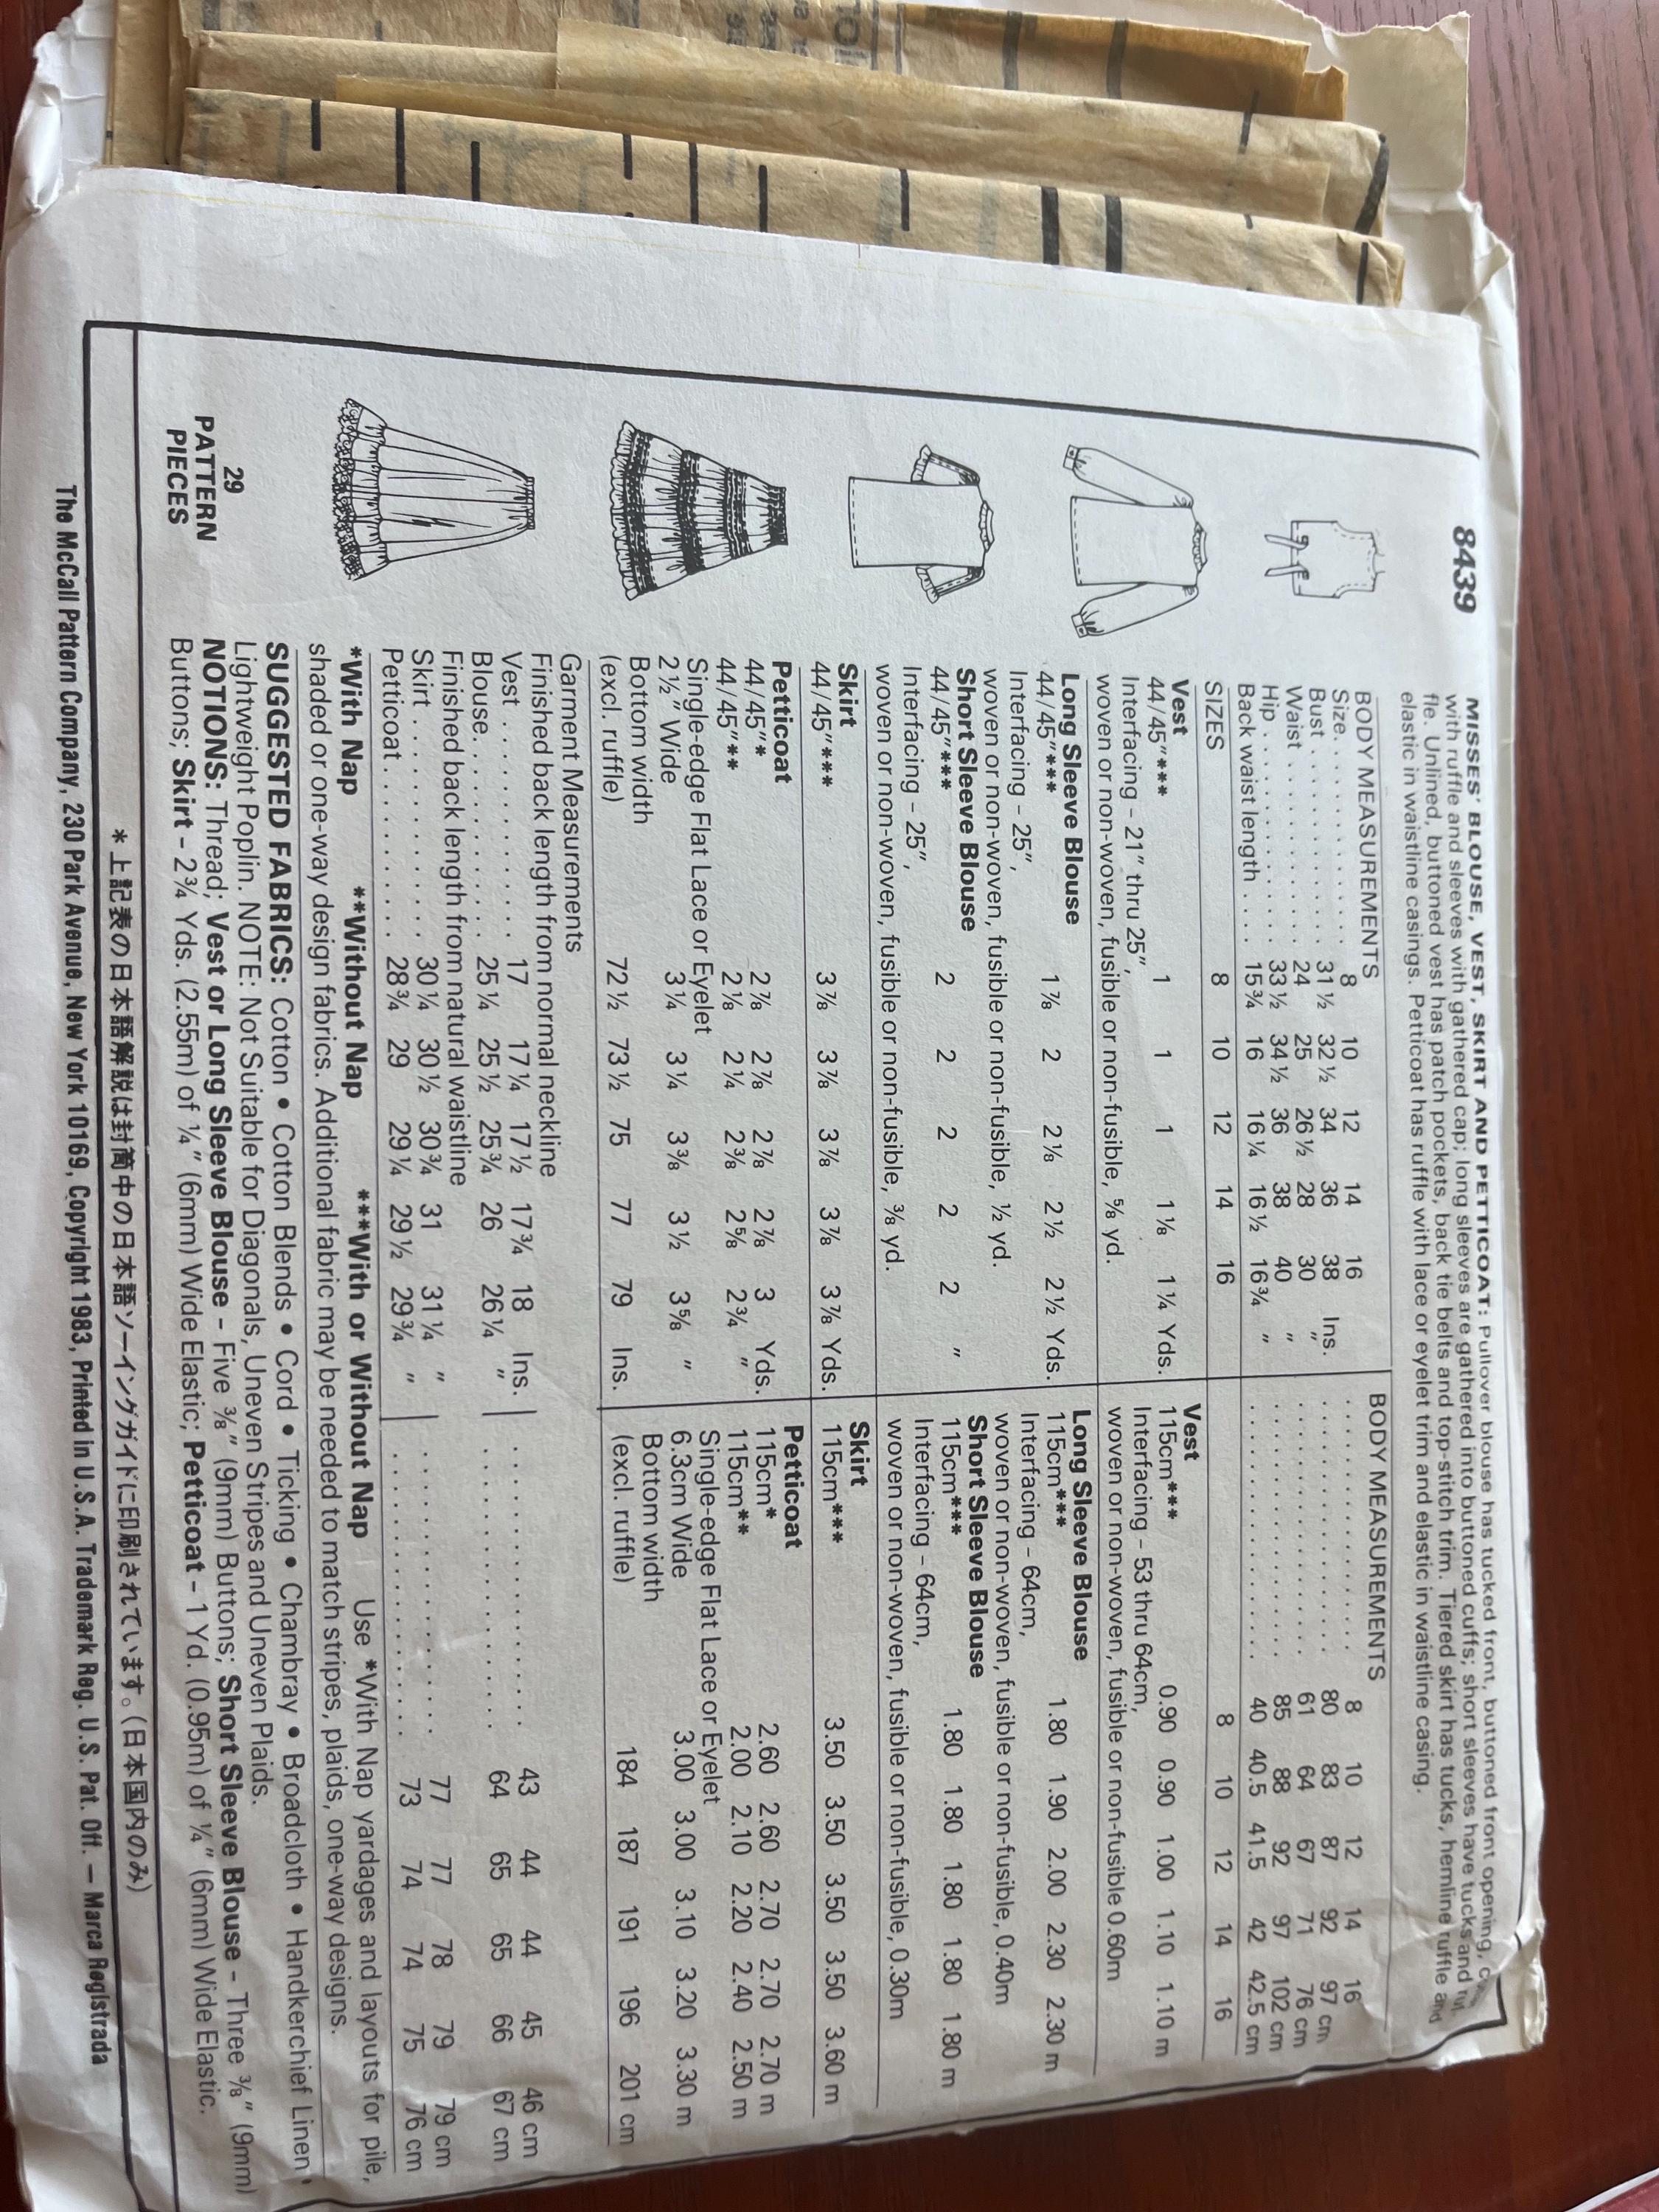 8439
MISSES' BLOUSE, VEST, SKIRT AND PETTICOAT: Pullover blouse has tucked front, buttoned front opening,
with ruffle and sleeves with gathered cap; long sleeves are gathered into buttoned cuffs; short sleeves have tucks and
fle. Unlined, buttoned vest has patch pockets, back tie belts and top-stitch trim. Tiered skirt has tucks, hemline ruffle and
elastic in waistline casings. Petticoat has ruffle with lace or eyelet trim and elastic in waistline casing.
BODY MEASUREMENTS
Size. . . . . . . . . . . . 8 10 12 14 16
Bust . . . . . . . . . . . 31½ 32½ 34 36 38 Ins.
Waist . . . . . . . . . . 24 25 26½ 28 30 "
Hip . . . . . . . . . . . . 33½ 34½ 36 38 40 "
Back waist length . . . . 15¾ 16 16¼ 16½ 16¾ "
SIZES 8 10 12 14 16
Vest
44/45"*** 1 1 1 1⅛ 1¼ Yds.
Interfacing – 21" thru 25",
woven or non-woven, fusible or non-fusible, ⅝ yd.
Long Sleeve Blouse
44/45"*** 1⅞ 2 2⅛ 2½ 2½ Yds.
Interfacing – 25",
woven or non-woven, fusible or non-fusible, ½ yd.
Short Sleeve Blouse
44/45"*** 2 2 2 2 2 "
Interfacing – 25",
woven or non-woven, fusible or non-fusible, ⅜ yd.
Skirt
44/45"*** 3⅞ 3⅞ 3⅞ 3⅞ 3⅞ Yds.
Petticoat
44/45"* 2⅞ 2⅞ 2⅞ 2⅞ 3 Yds.
44/45"** 2⅛ 2¼ 2⅜ 2⅝ 2¾ "
Single-edge Flat Lace or Eyelet
2½" Wide 3¼ 3¼ 3⅜ 3½ 3⅝ "
Bottom width
(excl. ruffle) 72½ 73½ 75 77 79 Ins.
Garment Measurements
Finished back length from normal neckline
Vest . . . . . . . . . . 17 17¼ 17½ 17¾ 18 Ins.
Blouse. . . . . . . . . 25¼ 25½ 25¾ 26 26¼ "
Finished back length from natural waistline
Skirt . . . . . . . . . . 30¼ 30½ 30¾ 31 31¼ "
Petticoat . . . . . . . . 28¾ 29 29¼ 29½ 29¾ "
BODY MEASUREMENTS
. . . . . . . . . . . . . 8 10 12 14 16
. . . . . . . . . . . . . 80 83 87 92 97 cm
. . . . . . . . . . . . . 61 64 67 71 76 cm
. . . . . . . . . . . . . 85 88 92 97 102 cm
. . . . . . . . . . . . . 40 40.5 41.5 42 42.5 cm
8 10 12 14 16
Vest
115cm*** 0.90 0.90 1.00 1.10 1.10 m
Interfacing – 53 thru 64cm,
woven or non-woven, fusible or non-fusible 0.60m
Long Sleeve Blouse
115cm*** 1.80 1.90 2.00 2.30 2.30 m
Interfacing – 64cm,
woven or non-woven, fusible or non-fusible, 0.40m
Short Sleeve Blouse
115cm*** 1.80 1.80 1.80 1.80 1.80 m
Interfacing – 64cm,
woven or non-woven, fusible or non-fusible, 0.30m
Skirt
115cm*** 3.50 3.50 3.50 3.50 3.60 m
Petticoat
115cm* 2.60 2.60 2.70 2.70 2.70 m
115cm** 2.00 2.10 2.20 2.40 2.50 m
Single-edge Flat Lace or Eyelet
6.3cm Wide 3.00 3.00 3.10 3.20 3.30 m
Bottom width
(excl. ruffle) 184 187 191 196 201 cm
. . . . . . . . . . . . . 43 44 44 45 46 cm
. . . . . . . . . . . . . 64 65 65 66 67 cm
. . . . . . . . . . . . . 77 77 78 79 79 cm
. . . . . . . . . . . . . 73 74 74 75 76 cm
*With Nap **Without Nap ***With or Without Nap Use *With Nap yardages and layouts for pile,
shaded or one-way design fabrics. Additional fabric may be needed to match stripes, plaids, one-way designs.
29
PATTERN
PIECES
SUGGESTED FABRICS: Cotton • Cotton Blends • Cord • Ticking • Chambray • Broadcloth • Handkerchief Linen •
Lightweight Poplin. NOTE: Not Suitable for Diagonals, Uneven Stripes and Uneven Plaids.
NOTIONS: Thread; Vest or Long Sleeve Blouse – Five ⅜" (9mm) Buttons; Short Sleeve Blouse – Three ⅜" (9mm)
Buttons; Skirt – 2¾ Yds. (2.55m) of ¼" (6mm) Wide Elastic; Petticoat – 1 Yd. (0.95m) of ¼" (6mm) Wide Elastic.
*上記表の日本語解説は封筒中の日本語ソーイングガイドに印刷されています。(日本国内のみ)
The McCall Pattern Company, 230 Park Avenue, New York 10169, Copyright 1983, Printed in U.S.A. Trademark Reg. U.S. Pat. Off. — Marca Registrada